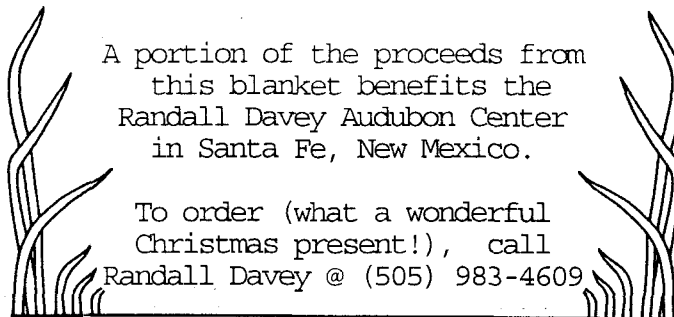 A portion of the proceeds from
this blanket benefits the
Randall Davey Audubon Center
in Santa Fe, New Mexico.
To order (what a wonderful
Christmas present!), call
Randall Davey @ (505) 983-4609